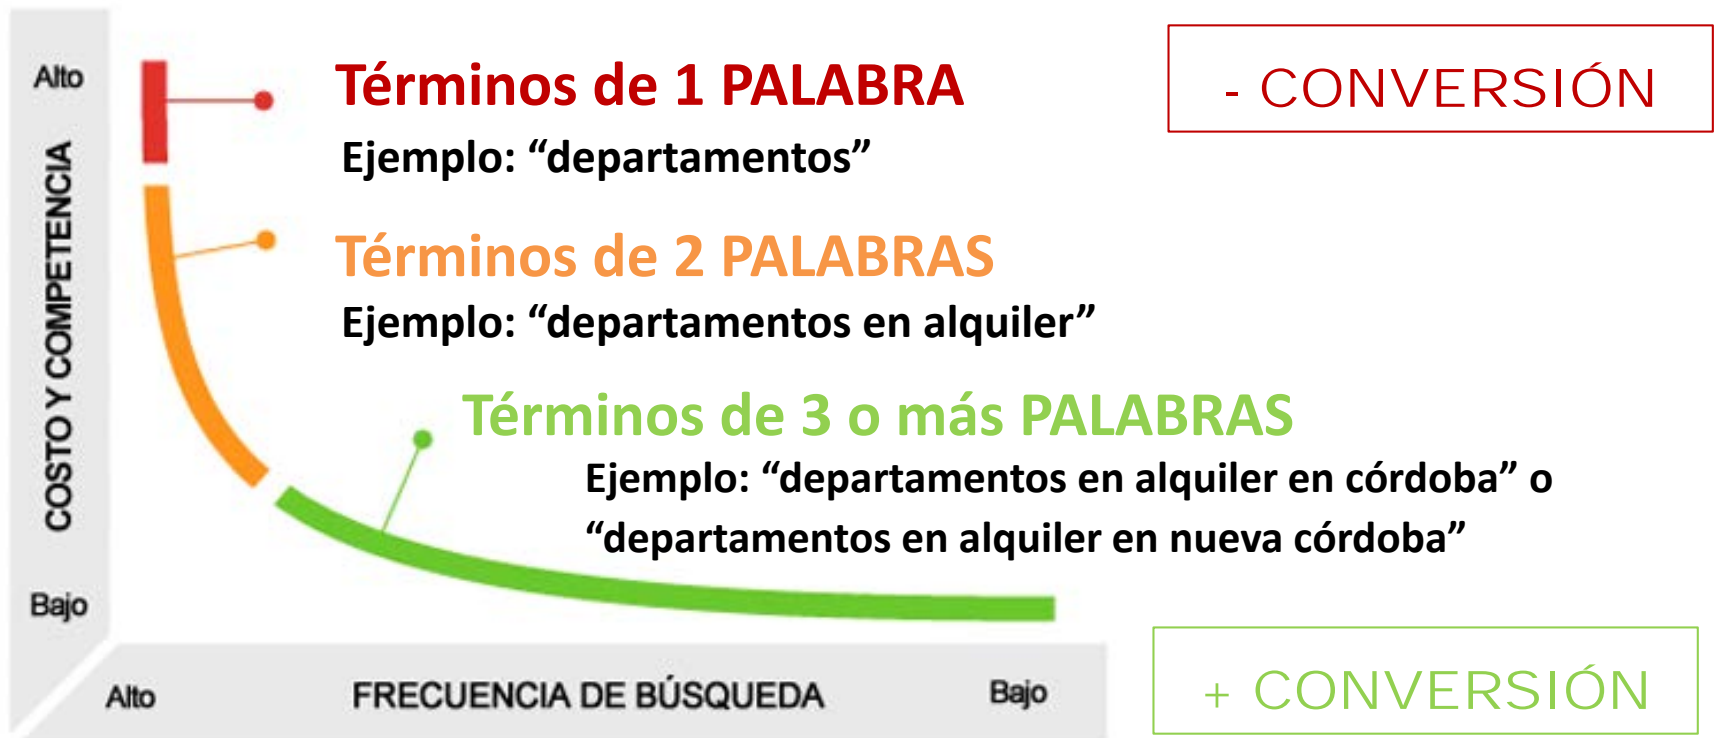 Alto
Términos de 1 PALABRA
- CONVERSIÓN
Ejemplo: “departamentos”
COSTO Y COMPETENCIA
Términos de 2 PALABRAS
Ejemplo: “departamentos en alquiler”
Términos de 3 o más PALABRAS
Ejemplo: “departamentos en alquiler en córdoba” o
“departamentos en alquiler en nueva córdoba”
Bajo
Alto
FRECUENCIA DE BÚSQUEDA
Bajo
+ CONVERSIÓN